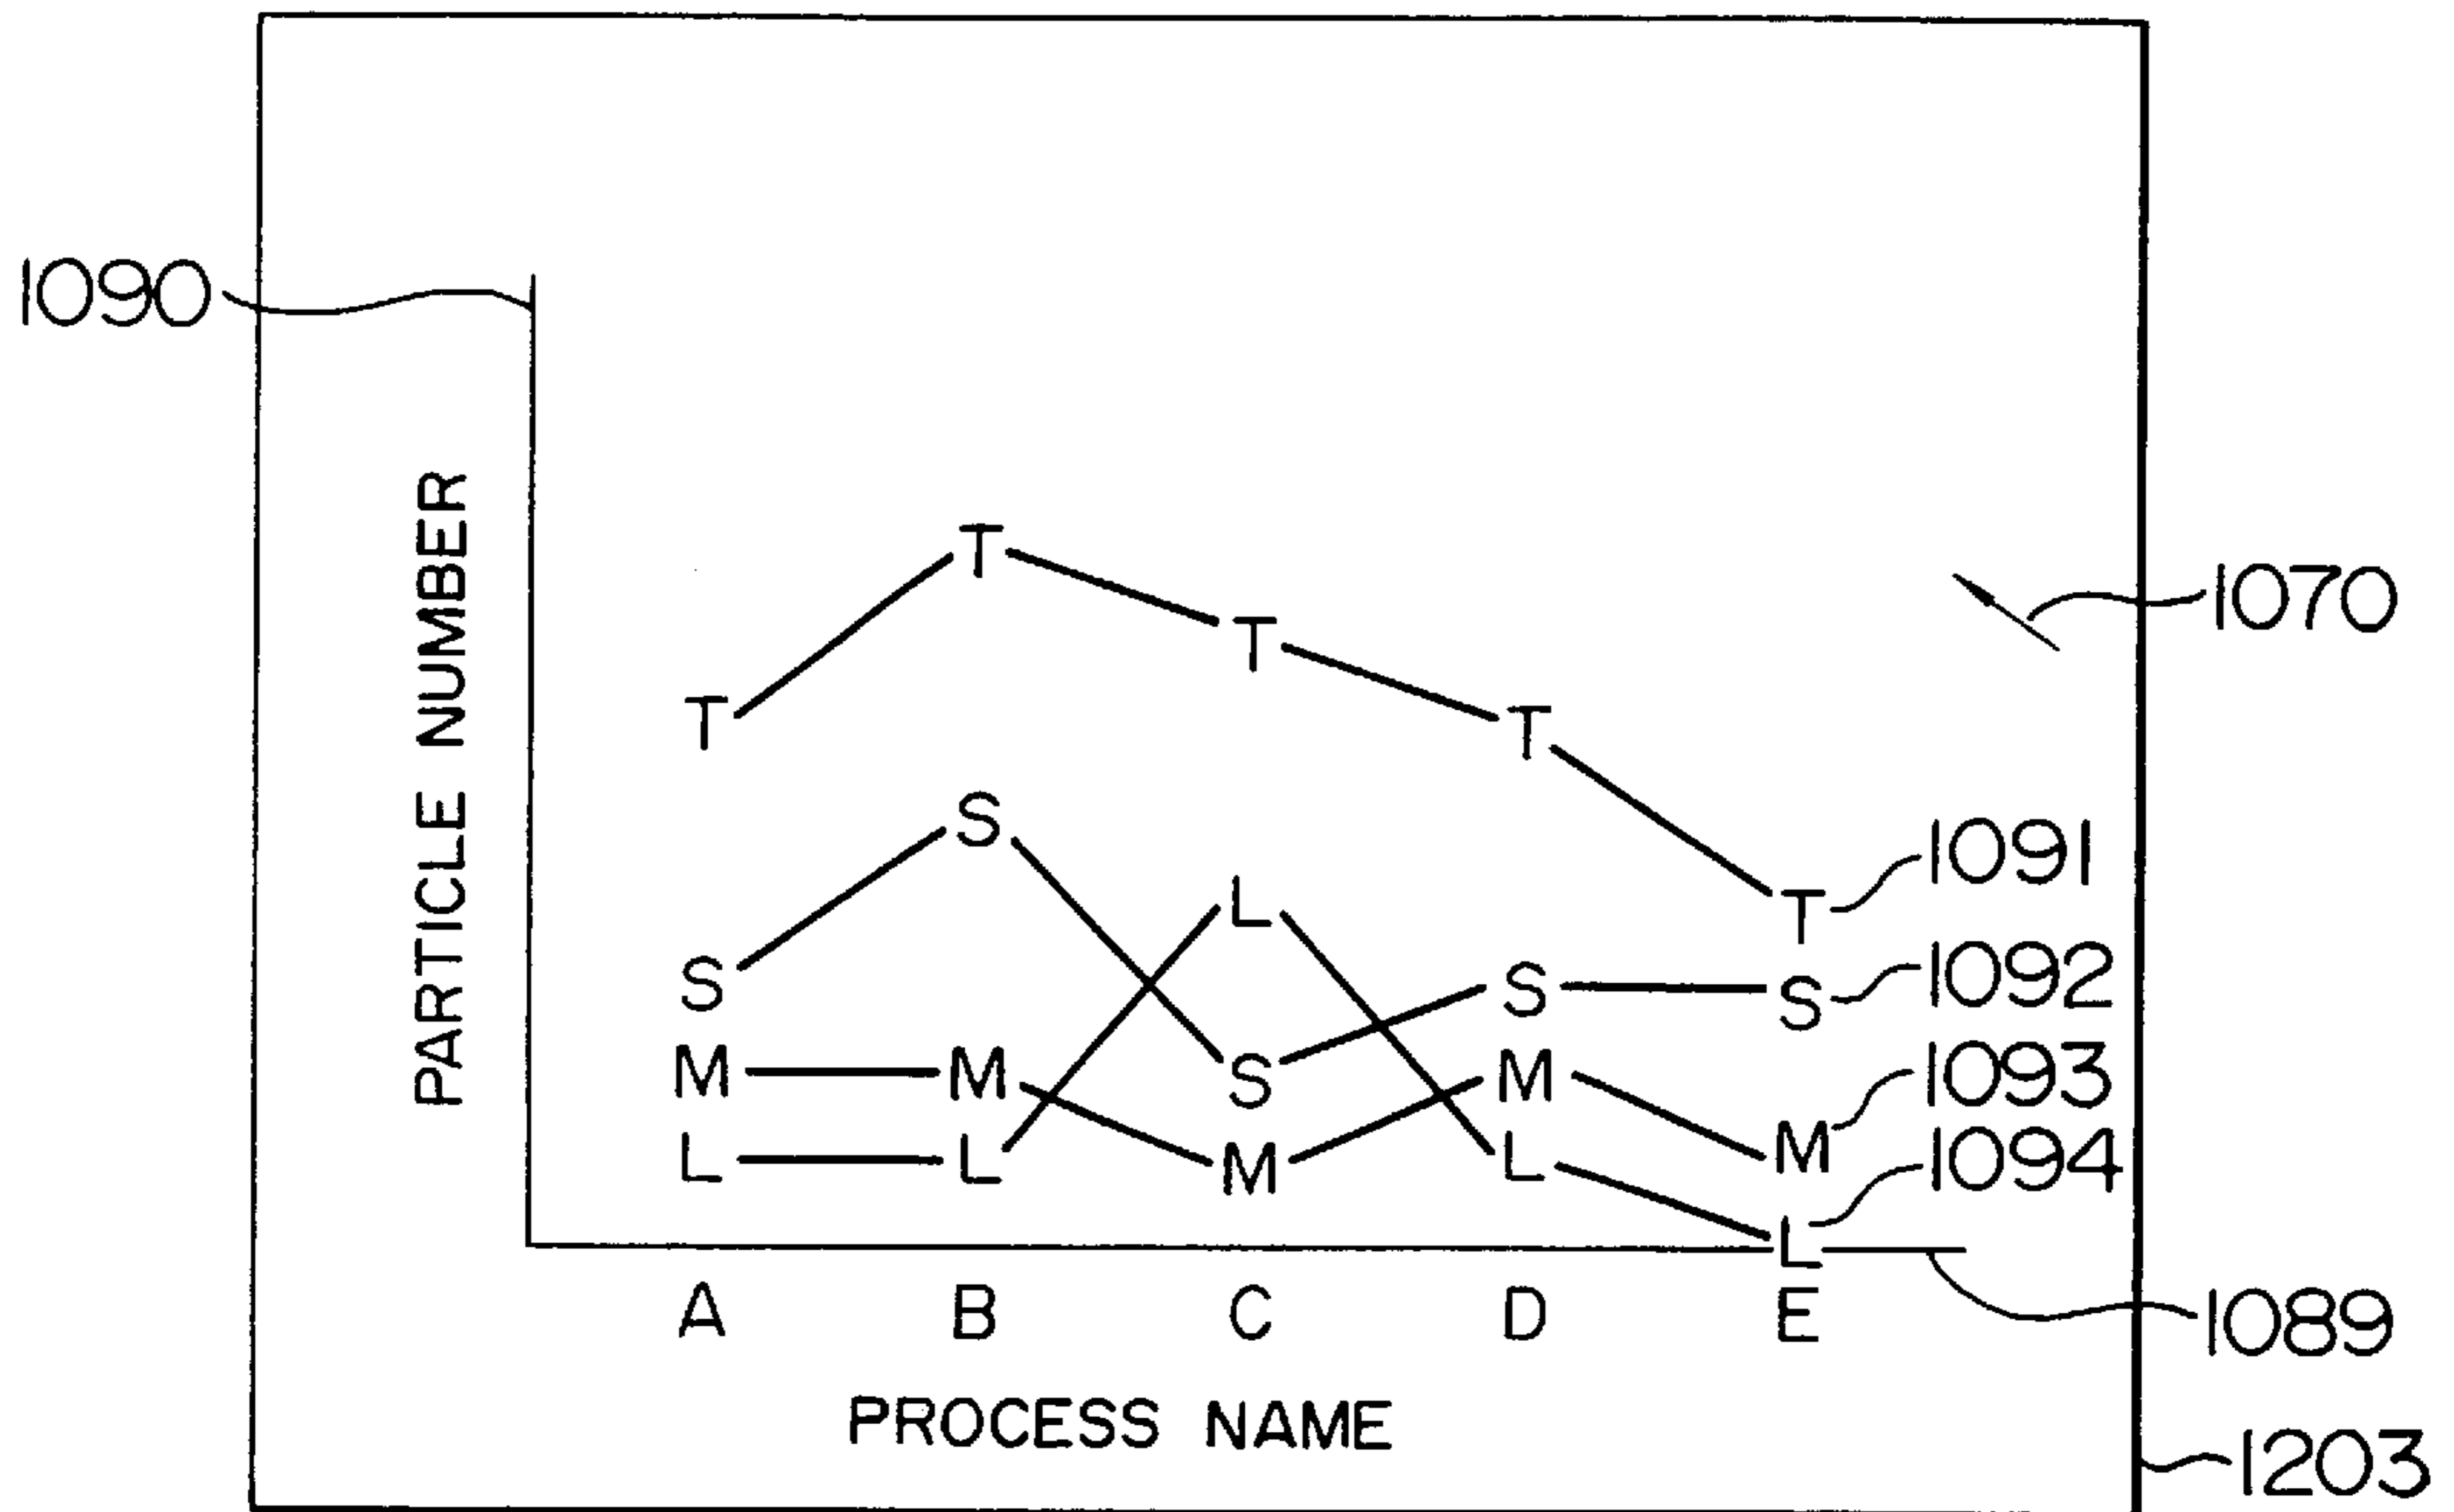 1090
PARTICLE NUMBER
T
T
1070
T
T
S
L
1091
T
S
S
1092
S
M
M
S
M
1093
M
L
L
M
L
1094
L
A B C D E
1089
PROCESS NAME
1203